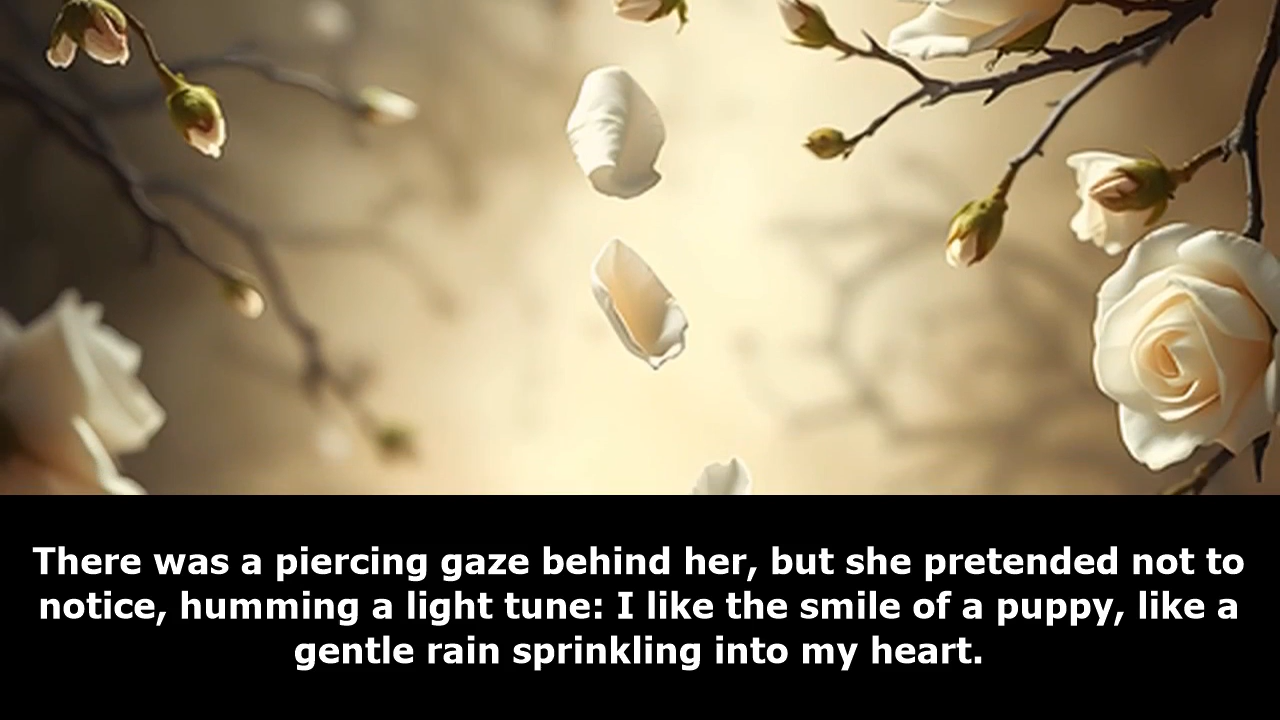 There was a piercing gaze behind her, but she pretended not to
notice, humming a light tune: I like the smile of a puppy, like a
gentle rain sprinkling into my heart.